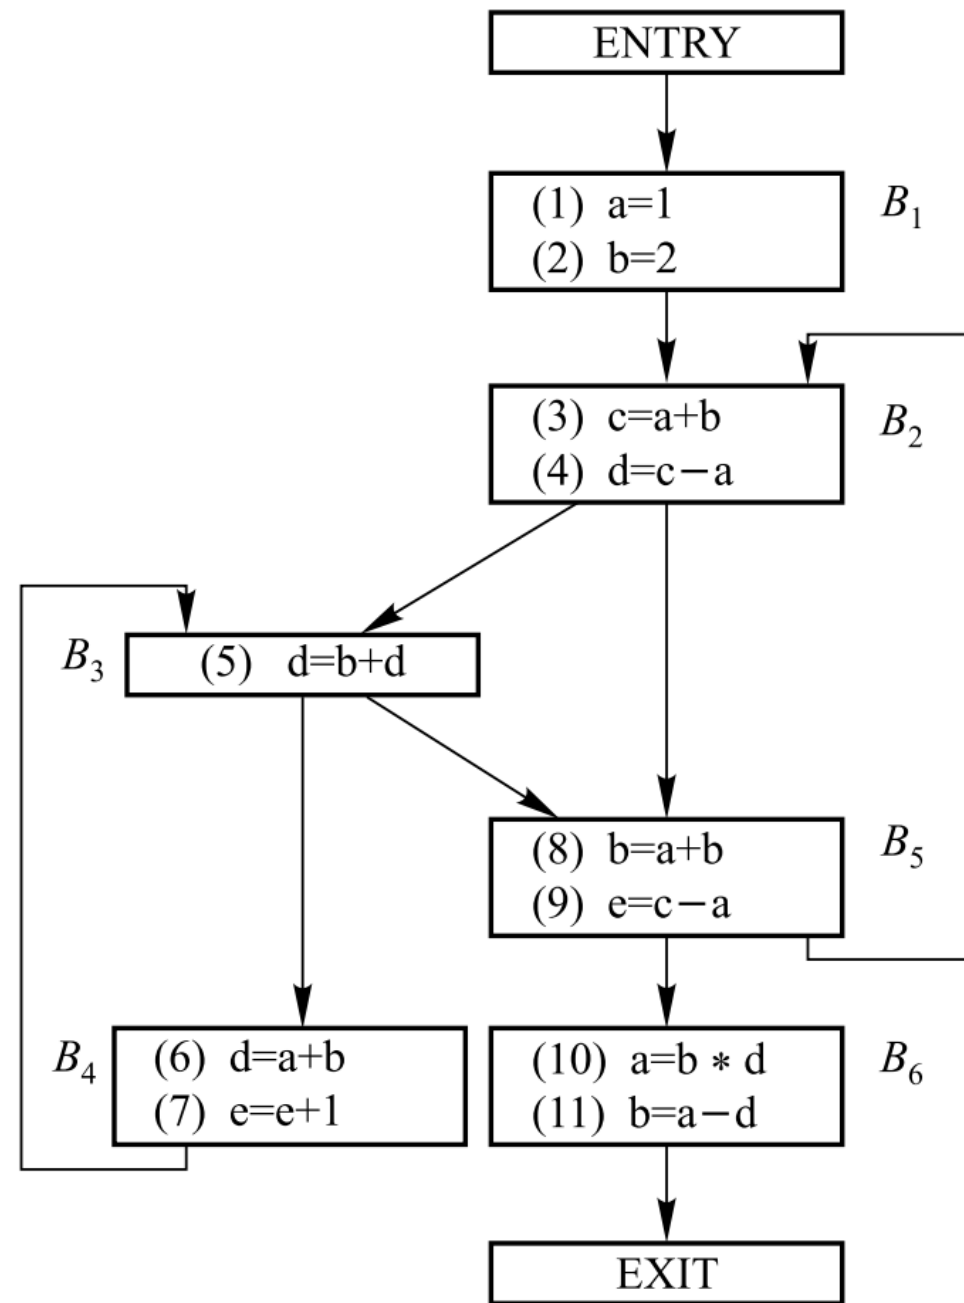 ENTRY
(1) a=1
(2) b=2
B1
(3) c=a+b
(4) d=c−a
B2
B3
(5) d=b+d
(8) b=a+b
(9) e=c−a
B5
B4
(6) d=a+b
(7) e=e+1
(10) a=b * d
(11) b=a−d
B6
EXIT